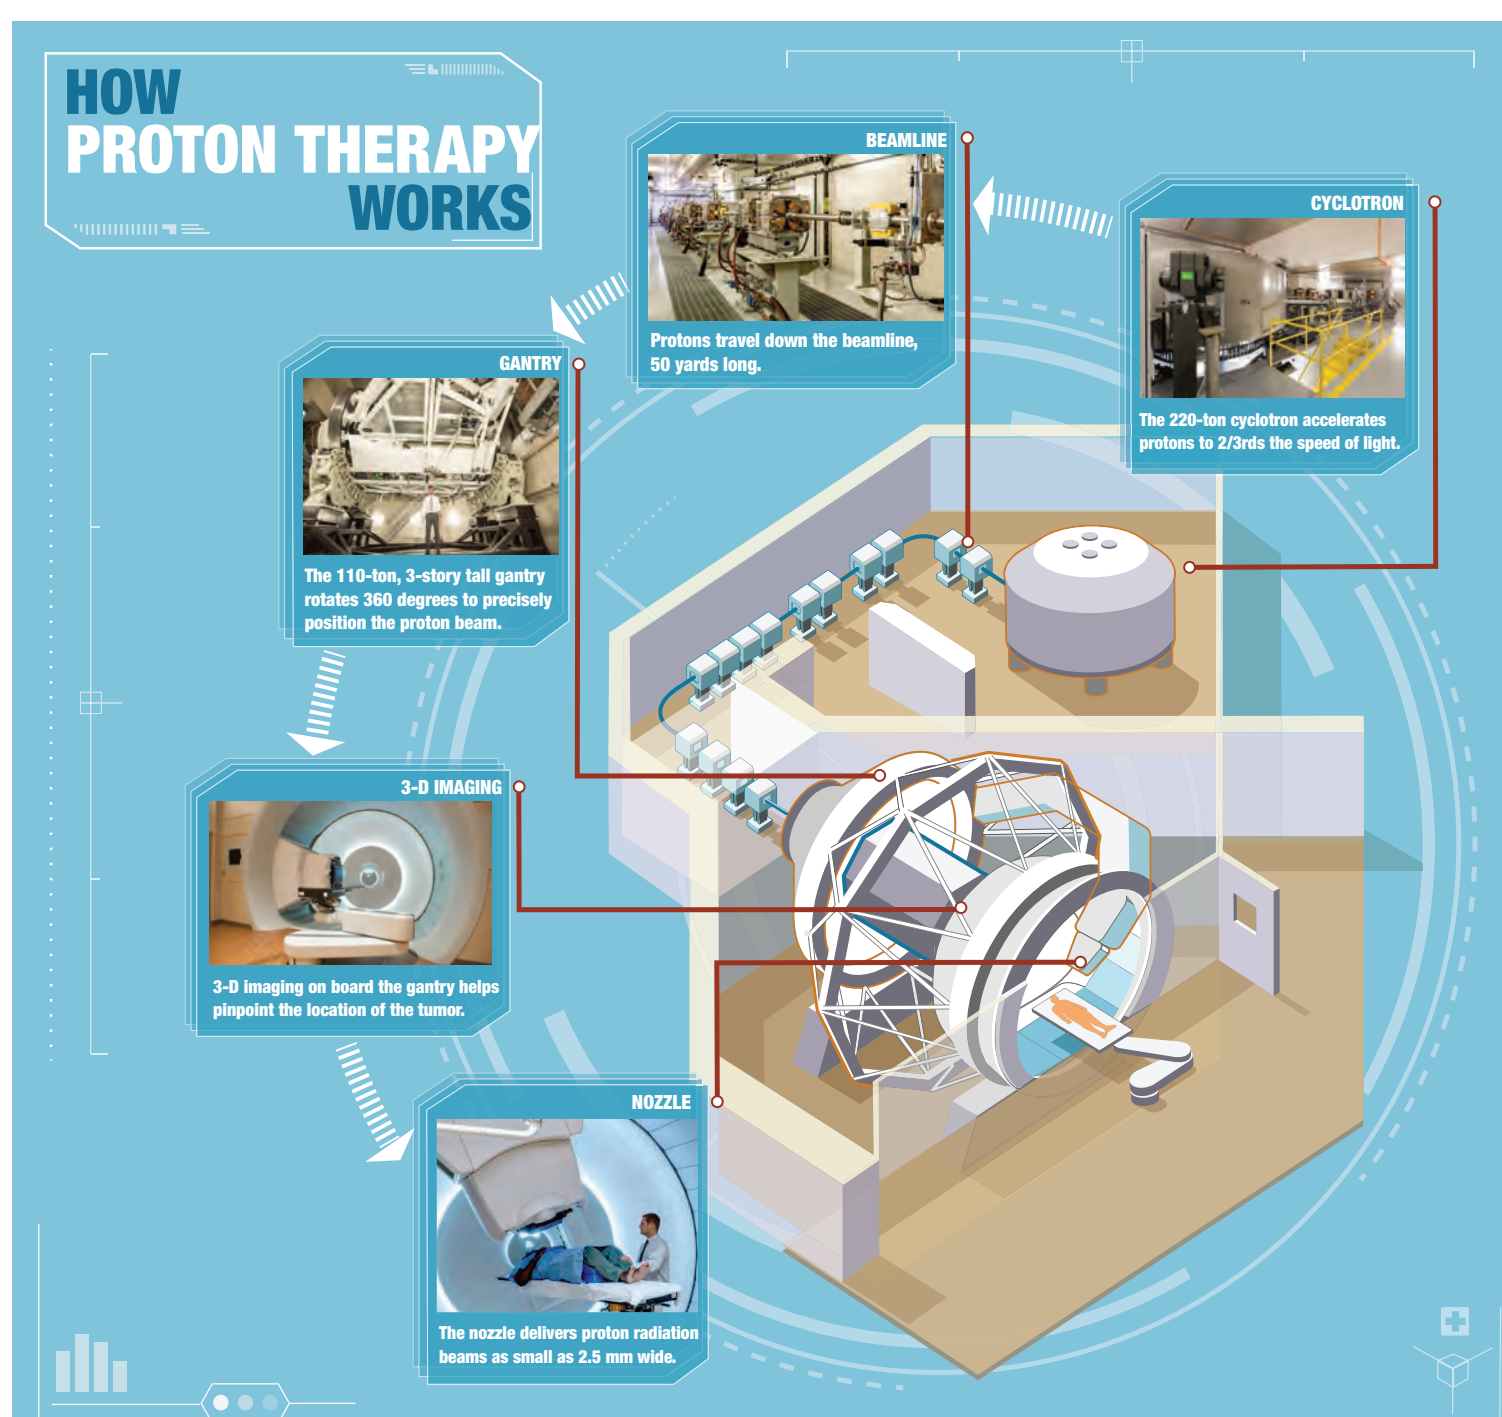 HOW
PROTON THERAPY
WORKS
CYCLOTRON
The 220-ton cyclotron accelerates
protons to 2/3rds the speed of light.
BEAMLINE
Protons travel down the beamline,
50 yards long.
GANTRY
The 110-ton, 3-story tall gantry
rotates 360 degrees to precisely
position the proton beam.
3-D IMAGING
3-D imaging on board the gantry helps
pinpoint the location of the tumor.
NOZZLE
The nozzle delivers proton radiation
beams as small as 2.5 mm wide.